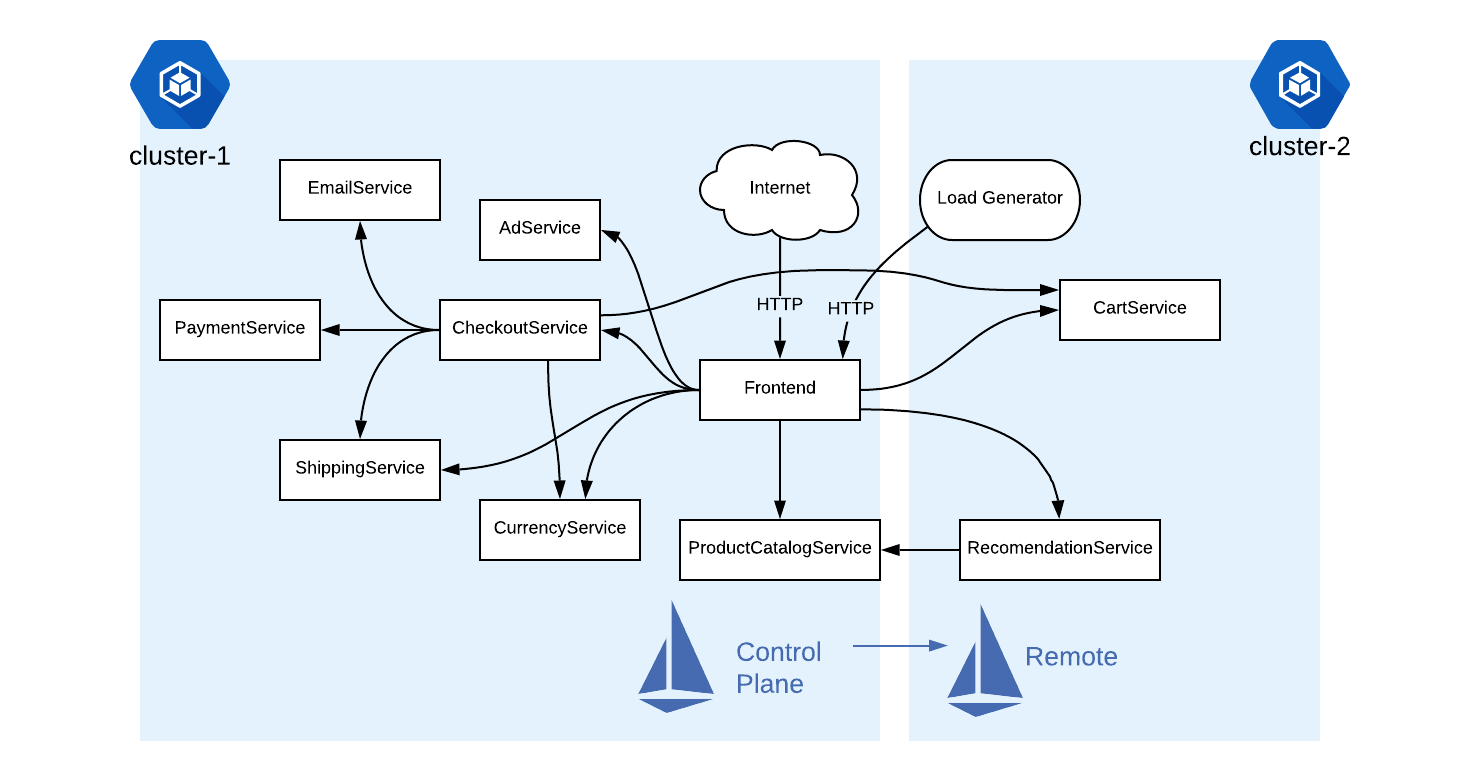 cluster-1
cluster-2
EmailService
AdService
Internet
Load Generator
PaymentService
CheckoutService
HTTP
HTTP
CartService
Frontend
ShippingService
CurrencyService
ProductCatalogService
RecomendationService
Control
Plane
Remote